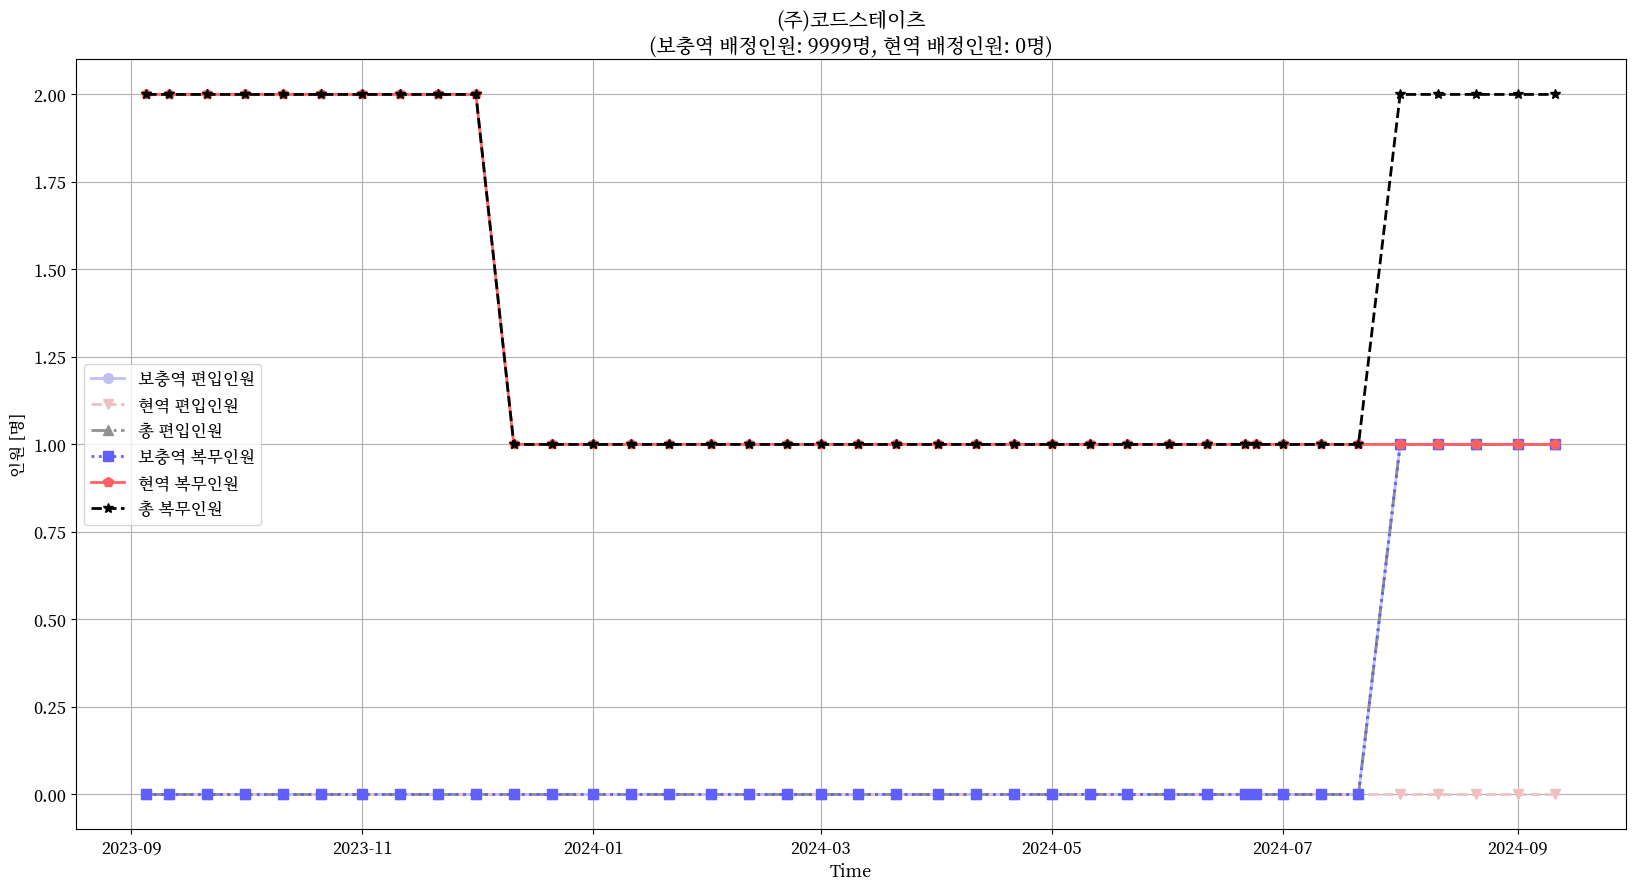 (주)코드스테이츠
(보충역 배정인원: 9999명, 현역 배정인원: 0명)
인원 [명]
2.00
1.75
1.50
1.25
1.00
0.75
0.50
0.25
0.00
보충역 편입인원
현역 편입인원
총 편입인원
보충역 복무인원
현역 복무인원
총 복무인원
2023-09 2023-11 2024-01 2024-03 2024-05 2024-07 2024-09
Time